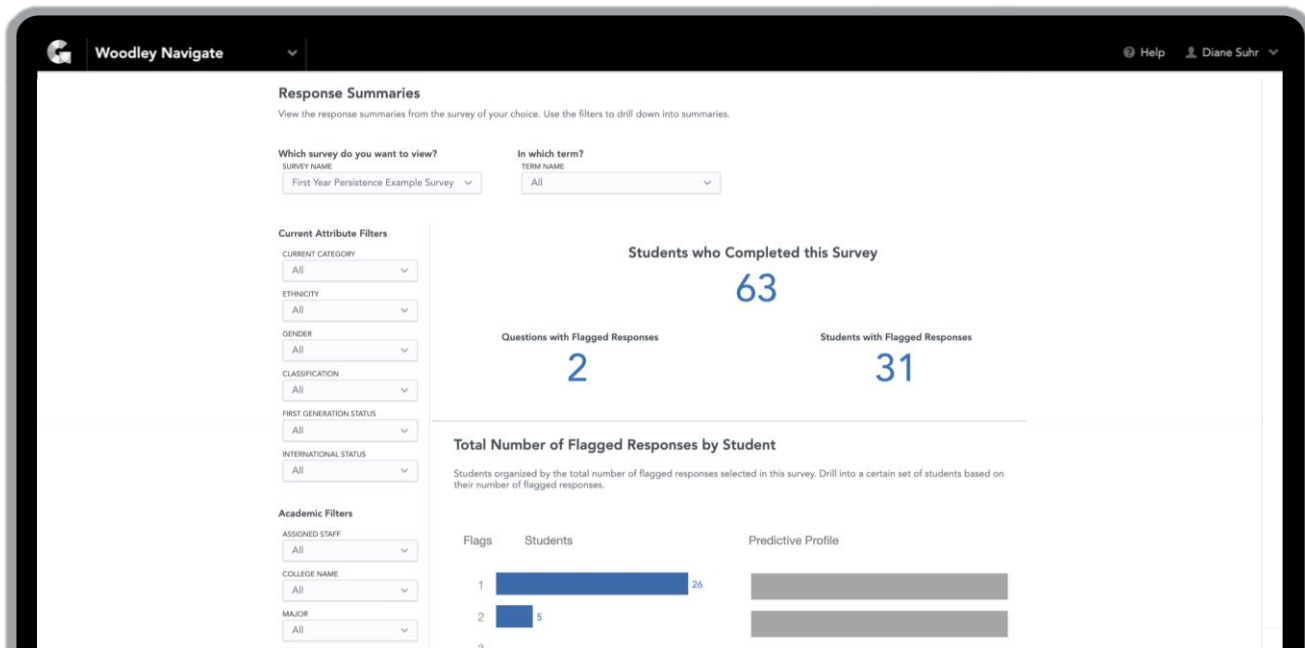 Woodley Navigate
Help
Diane Suhr
Response Summaries
View the response summaries from the survey of your choice. Use the filters to drill down into summaries.
Which survey do you want to view?
SURVEY NAME
First Year Persistence Example Survey
In which term?
TERM NAME
All
Current Attribute Filters
CURRENT CATEGORY
All
ETHNICITY
All
GENDER
All
CLASSIFICATION
All
FIRST GENERATION STATUS
All
INTERNATIONAL STATUS
All
Academic Filters
ASSIGNED STAFF
All
COLLEGE NAME
All
MAJOR
All
Students who Completed this Survey
63
Questions with Flagged Responses
2
Students with Flagged Responses
31
Total Number of Flagged Responses by Student
Students organized by the total number of flagged responses selected in this survey. Drill into a certain set of students based on
their number of flagged responses.
Flags Students Predictive Profile
1 26
2 5